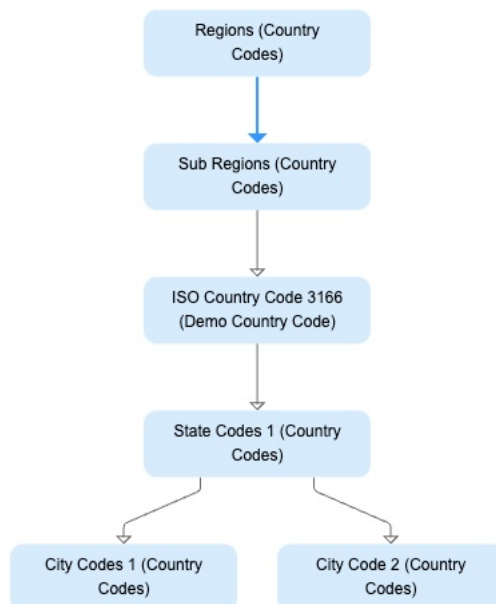 Regions (Country
Codes)
Sub Regions (Country
Codes)
ISO Country Code 3166
(Demo Country Code)
State Codes 1 (Country
Codes)
City Codes 1 (Country
Codes)
City Code 2 (Country
Codes)